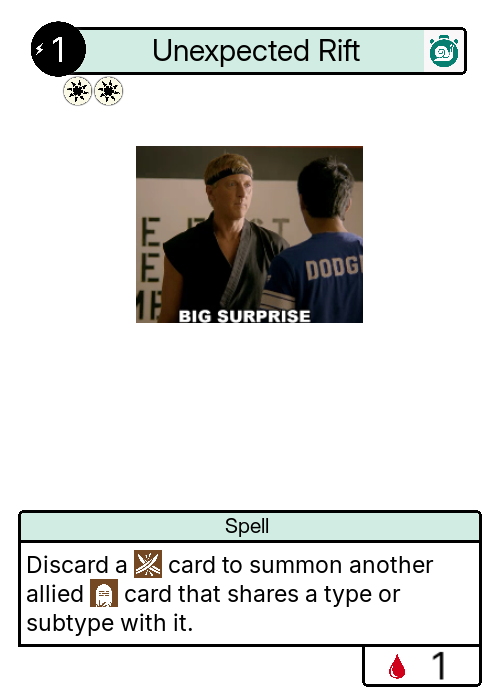 1
Unexpected Rift
DODG
BIG SURPRISE
Spell
Discard a card to summon another
allied card that shares a type or
subtype with it.
1